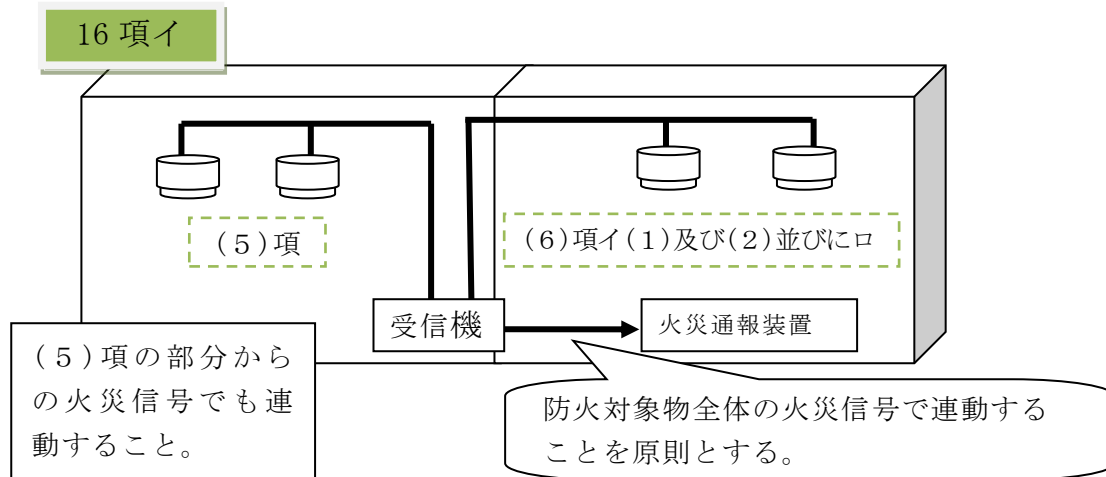 16 項イ
(５)項
(６)項イ(１)及び(２)並びにロ
受信機
火災通報装置
(５)項の部分から
の火災信号でも連
動すること。
防火対象物全体の火災信号で連動する
ことを原則とする。